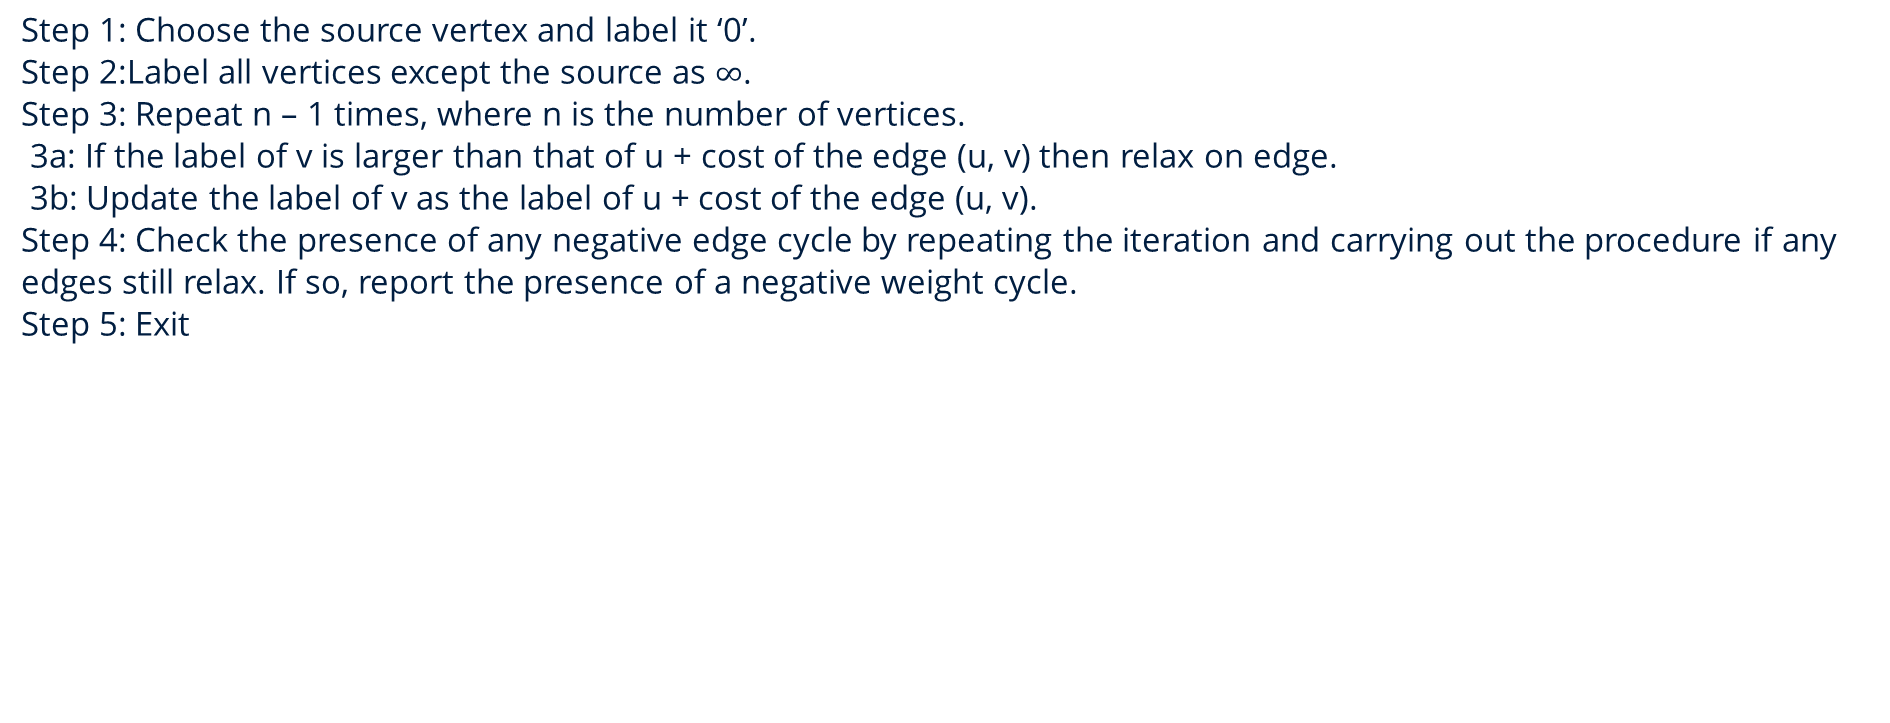 Step 1: Choose the source vertex and label it ‘0’.
Step 2:Label all vertices except the source as ∞.
Step 3: Repeat n – 1 times, where n is the number of vertices.
3a: If the label of v is larger than that of u + cost of the edge (u, v) then relax on edge.
3b: Update the label of v as the label of u + cost of the edge (u, v).
Step 4: Check the presence of any negative edge cycle by repeating the iteration and carrying out the procedure if any
edges still relax. If so, report the presence of a negative weight cycle.
Step 5: Exit